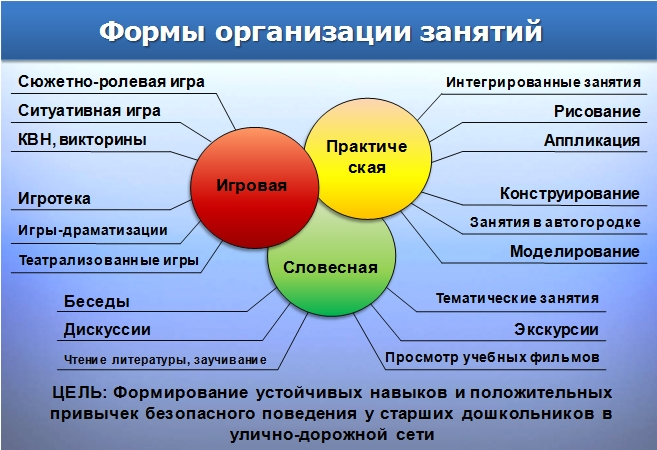 Формы организации занятий
Сюжетно-ролевая игра
Ситуативная игра
КВН, викторины
Игротека
Игры-драматизации
Театрализованные игры
Игровая
Практиче
ская
Словесная
Интегрированные занятия
Рисование
Аппликация
Конструирование
Занятия в автогородке
Моделирование
Беседы
Дискуссии
Чтение литературы, заучивание
Тематические занятия
Экскурсии
Просмотр учебных фильмов
ЦЕЛЬ: Формирование устойчивых навыков и положительных
привычек безопасного поведения у старших дошкольников в
улично-дорожной сети